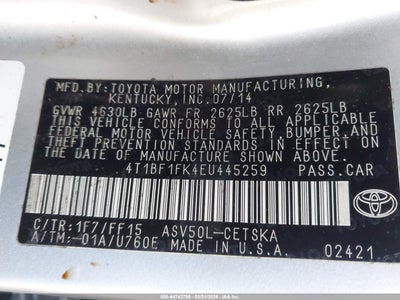 MFD.BY:TOYOTA MOTOR MANUFACTURING,
KENTUCKY, INC.07/14
GVWR 4630LB GAWR FR 2625LB RR 2625LB
THIS VEHICLE CONFORMS TO ALL APPLICABLE
FEDERAL MOTOR VEHICLE SAFETY, BUMPER,AND
THEFT PREVENTION STANDARDS IN EFFECT ON
THE DATE OF MANUFACTURE SHOWN ABOVE.
4T1BF1FK4EU445259 PASS.CAR
C/TR:1F7/FF15 ASV50L-CETSKA
A/TM:-01A/U760E MADE IN U.S.A.
TOYOTA
02421